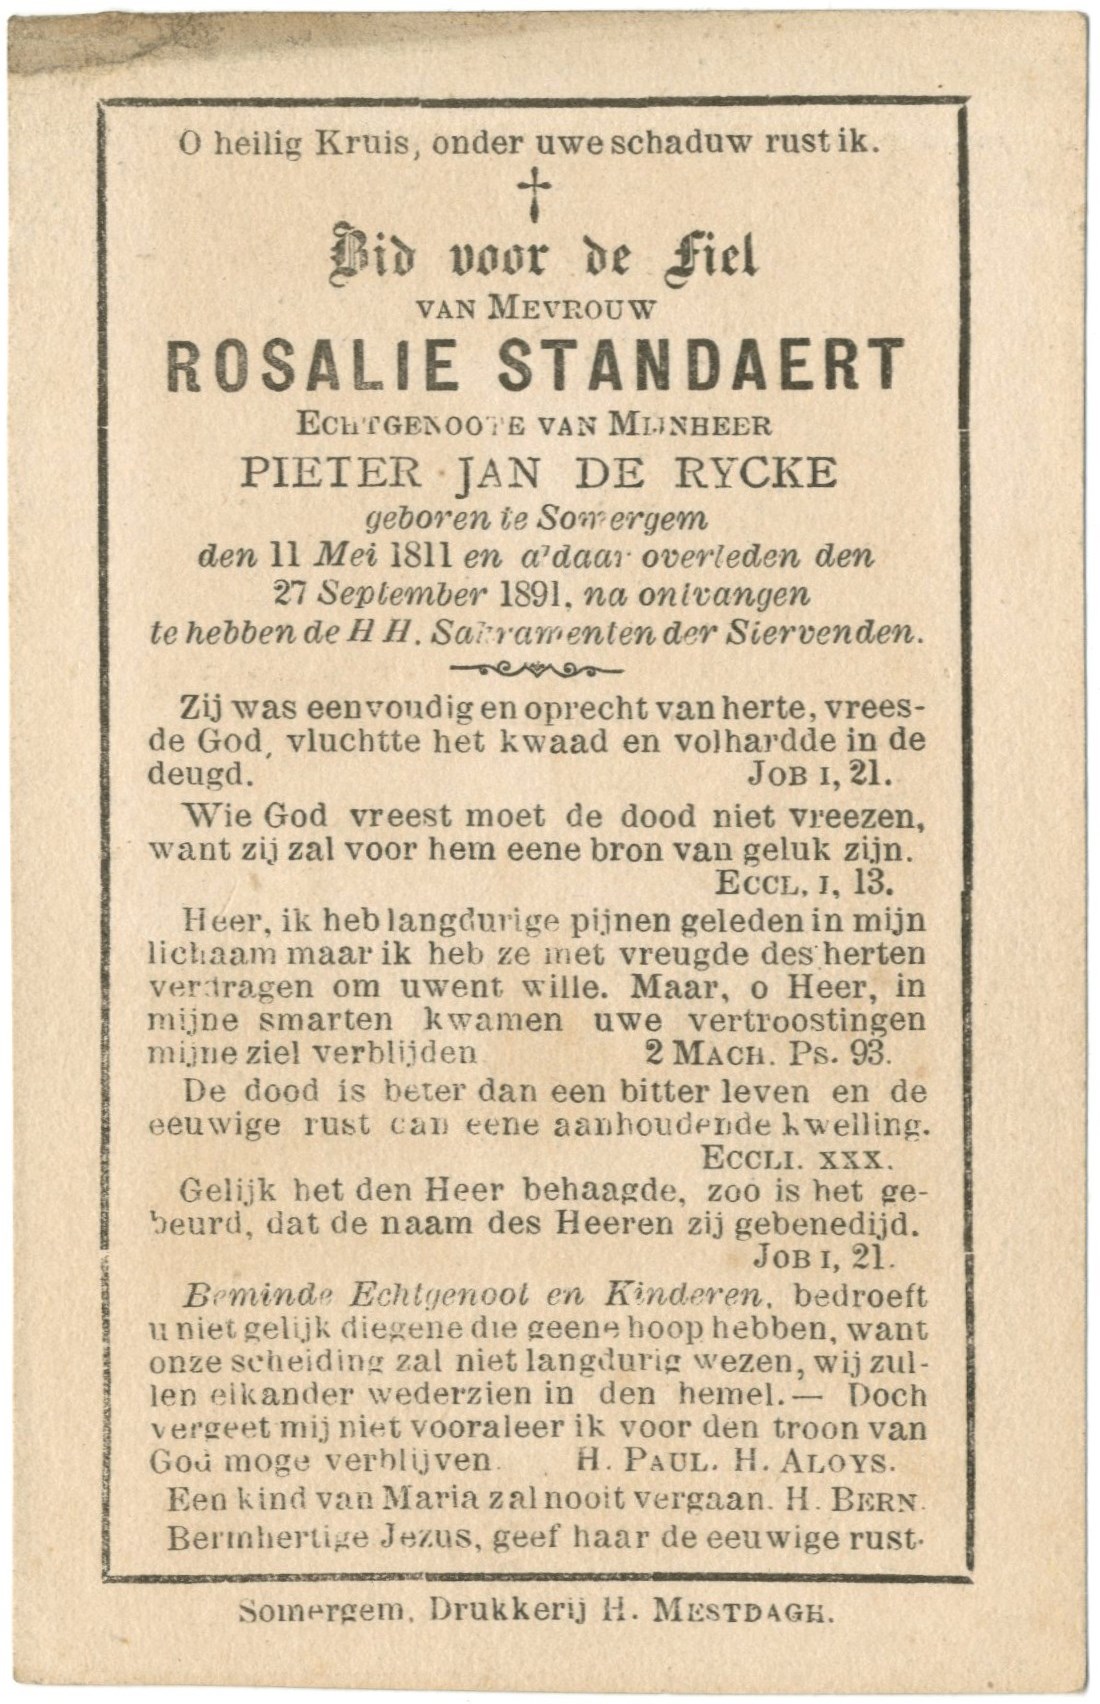 O heilig Kruis, onder uwe schaduw rust ik.
†
Bid voor de Fiel
VAN MEVROUW
ROSALIE STANDAERT
ECHTGENOOTE VAN MIJNHEER
PIETER JAN DE RYCKE
geboren te Somergem
den 11 Mei 1811 en aldaar overleden den
27 September 1891, na ontvangen
te hebben de H H. Sakramenten der Stervenden.
Zij was eenvoudig en oprecht van herte, vrees-
de God, vluchtte het kwaad en volhardde in de
deugd. JOB I, 21.
Wie God vreest moet de dood niet vreezen,
want zij zal voor hem eene bron van geluk zijn.
ECCL, I, 13.
Heer, ik heb langdurige pijnen geleden in mijn
lichaam maar ik heb ze met vreugde des herten
verdragen om uwent wille. Maar, o Heer, in
mijne smarten kwamen uwe vertroostingen
mijne ziel verblijden 2 MACH. PS. 93.
De dood is beter dan een bitter leven en de
eeuwige rust dan eene aanhoudende kwelling.
ECCLI. XXX.
Gelijk het den Heer behaagde, zoo is het ge-
beurd, dat de naam des Heeren zij gebenedijd.
JOB I, 21.
Beminde Echtgenoot en Kinderen, bedroeft
u niet gelijk diegene die geene hoop hebben, want
onze scheiding zal niet langdurig wezen, wij zul-
len elkander wederzien in den hemel. — Doch
vergeet mij niet vooraleer ik voor den troon van
God moge verblijven. H. PAUL. H. ALOYS.
Een kind van Maria zal nooit vergaan. H. BERN.
Bermhertige Jezus, geef haar de eeuwige rust.
Somergem, Drukkerij H. MESTDAGH.